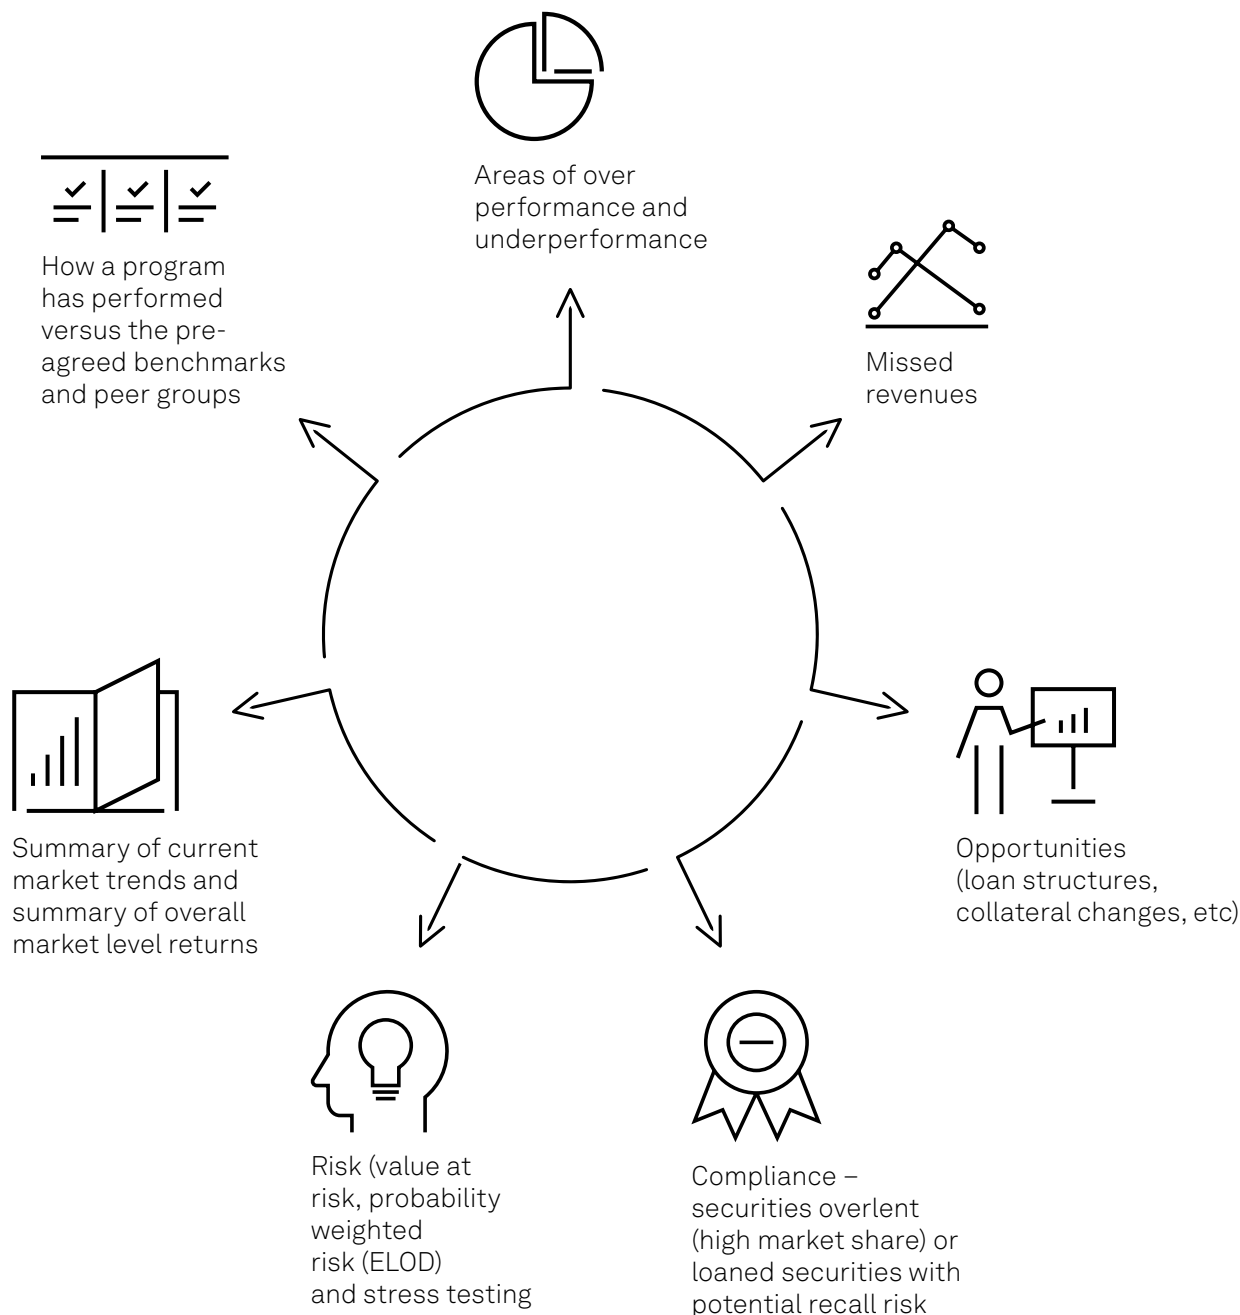 Areas of over
performance and
underperformance
How a program
has performed
versus the pre-
agreed benchmarks
and peer groups
Missed
revenues
Summary of current
market trends and
summary of overall
market level returns
Opportunities
(loan structures,
collateral changes, etc)
Risk (value at
risk, probability
weighted
risk (ELOD)
and stress testing
Compliance –
securities overlent
(high market share) or
loaned securities with
potential recall risk